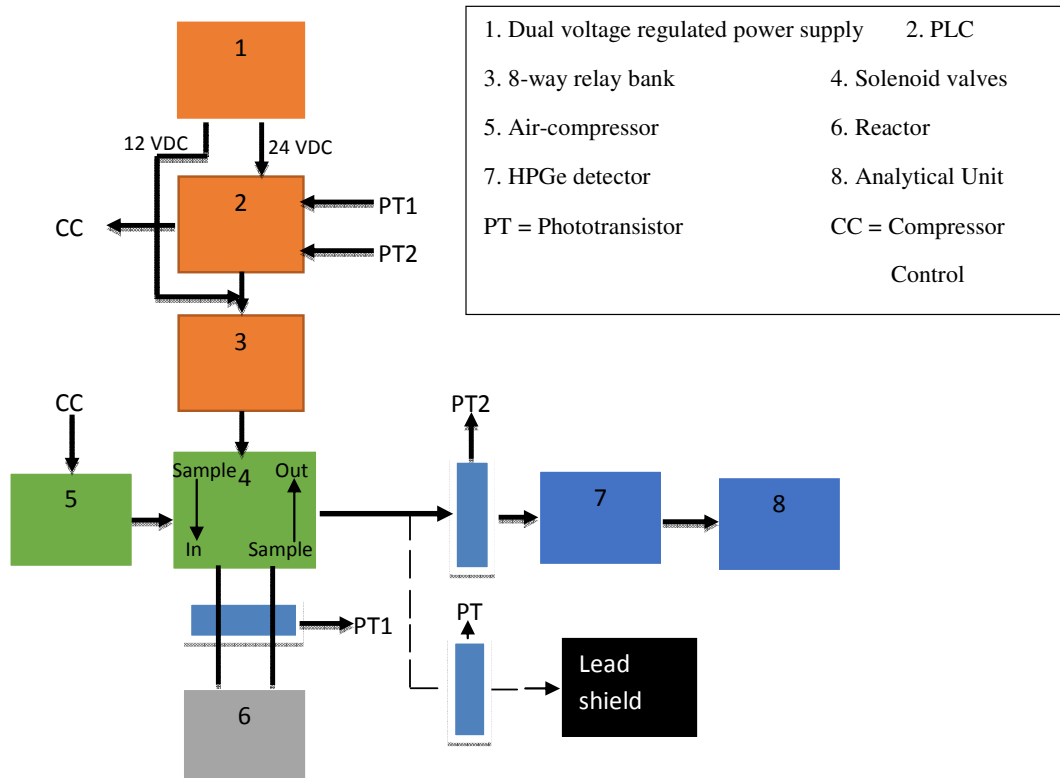 1
1. Dual voltage regulated power supply 2. PLC
3. 8-way relay bank 4. Solenoid valves
5. Air-compressor 6. Reactor
7. HPGe detector 8. Analytical Unit
PT = Phototransistor CC = Compressor
Control
12 VDC 24 VDC
2
PT1
CC
PT2
3
CC
PT2
Sample 4 Out
5
In Sample
7
8
PT1
PT
Lead
shield
6